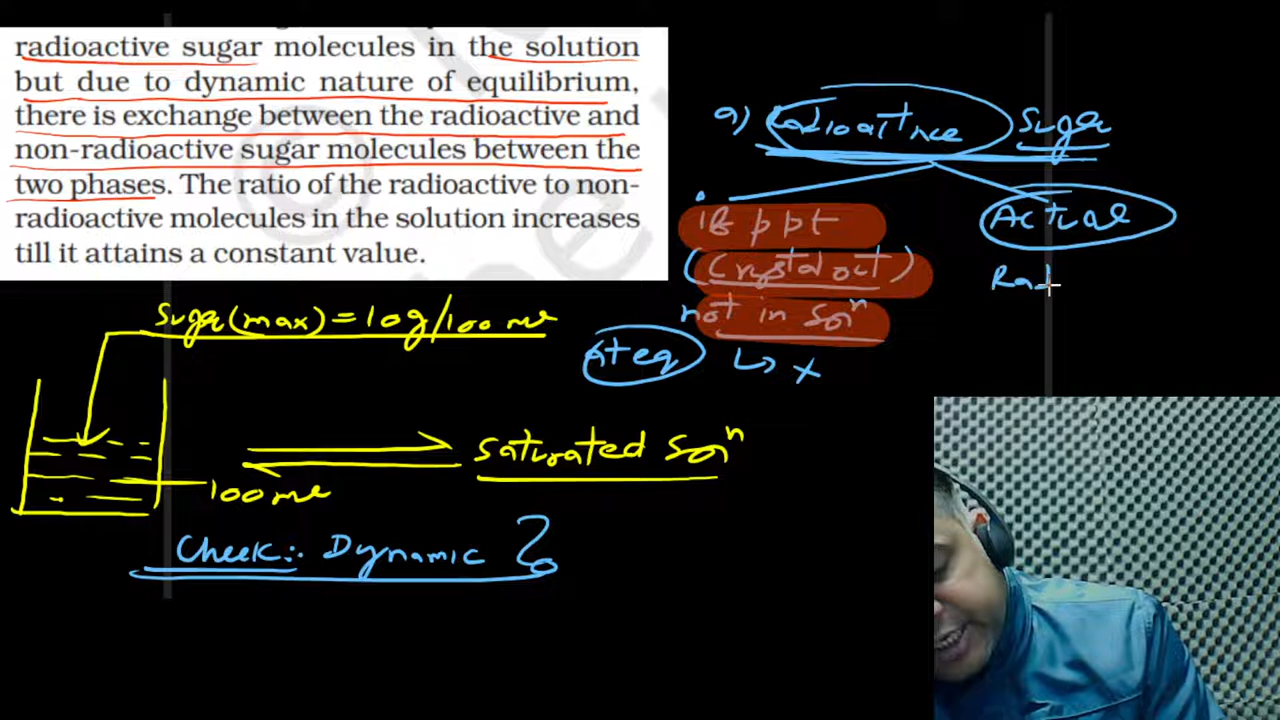 radioactive sugar molecules in the solution
but due to dynamic nature of equilibrium,
there is exchange between the radioactive and
non-radioactive sugar molecules between the
two phases. The ratio of the radioactive to non-
radioactive molecules in the solution increases
till it attains a constant value.
a) Radioactive Sugar
if ppt
(Crystal out)
not in Solⁿ
At eq ↳ x
Actual
Rad
Sugar (max) = 10g/100 ml
saturated Solⁿ
100 ml
Check:. Dynamic ?